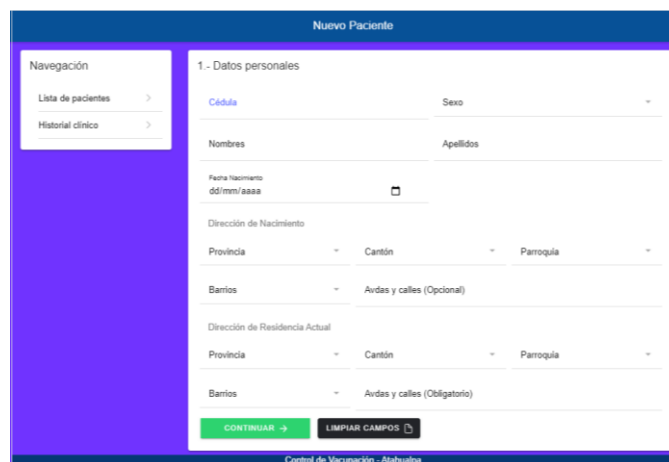 Nuevo Paciente
Navegación
Lista de pacientes
Historial clínico
1.- Datos personales
Cédula
Sexo
Nombres
Apellidos
Fecha Nacimiento
dd/mm/aaaa
Dirección de Nacimiento
Provincia
Cantón
Parroquia
Barrios
Avdas y calles (Opcional)
Dirección de Residencia Actual
Provincia
Cantón
Parroquia
Barrios
Avdas y calles (Obligatorio)
CONTINUAR
LIMPIAR CAMPOS
Control de Vacunación - Atahualpa